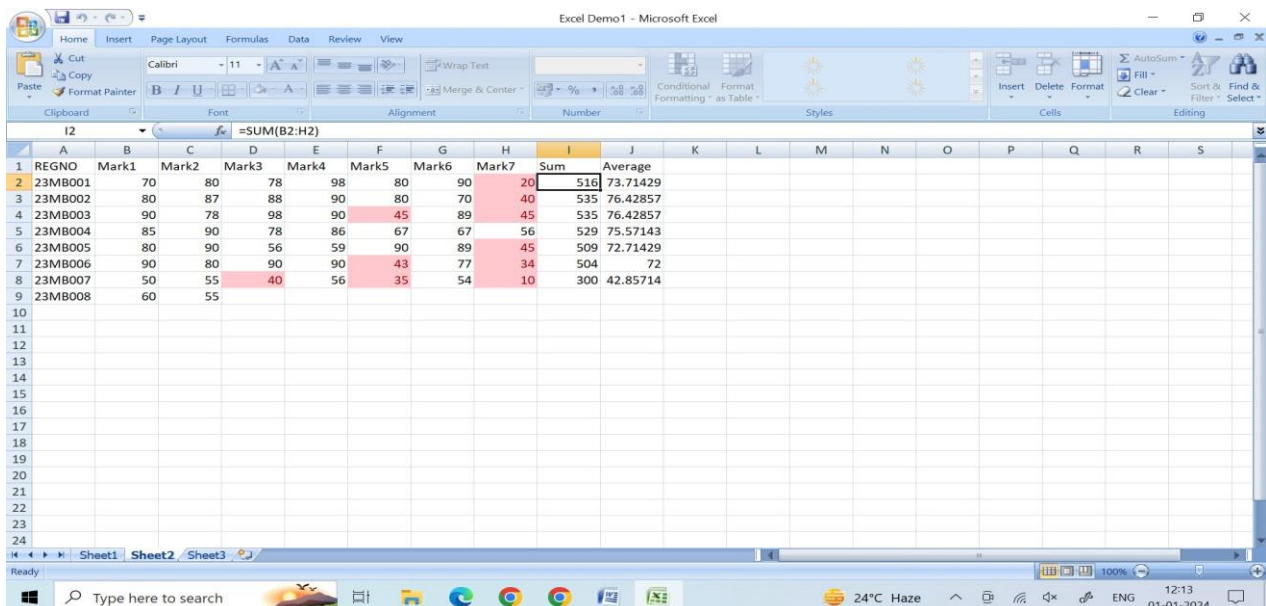 Excel Demo1 - Microsoft Excel
Home Insert Page Layout Formulas Data Review View
Cut
Copy
Format Painter
Paste
Calibri 11
B I U
Wrap Text
Merge & Center
Conditional Formatting
Format as Table
Insert Delete Format
Σ AutoSum
Fill
Clear
Sort & Filter
Find & Select
Clipboard Font Alignment Number Styles Cells Editing
I2 fx =SUM(B2:H2)
A B C D E F G H I J K L M N O P Q R S
1 REGNO Mark1 Mark2 Mark3 Mark4 Mark5 Mark6 Mark7 Sum Average
2 23MB001 70 80 78 98 80 90 20 516 73.71429
3 23MB002 80 87 88 90 80 70 40 535 76.42857
4 23MB003 90 78 98 90 45 89 45 535 76.42857
5 23MB004 85 90 78 86 67 67 56 529 75.57143
6 23MB005 80 90 56 59 90 89 45 509 72.71429
7 23MB006 90 80 90 90 43 77 34 504 72
8 23MB007 50 55 40 56 35 54 10 300 42.85714
9 23MB008 60 55
10
11
12
13
14
15
16
17
18
19
20
21
22
23
24
Sheet1 Sheet2 Sheet3
Ready 100%
Type here to search 24°C Haze ENG 12:13
01-01-2024